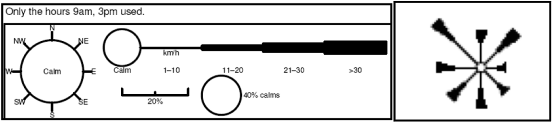 Only the hours 9am, 3pm used.
N
NW NE
W Calm E
SW SE
S
km/h
Calm 1–10 11–20 21–30 >30
20% 40% calms